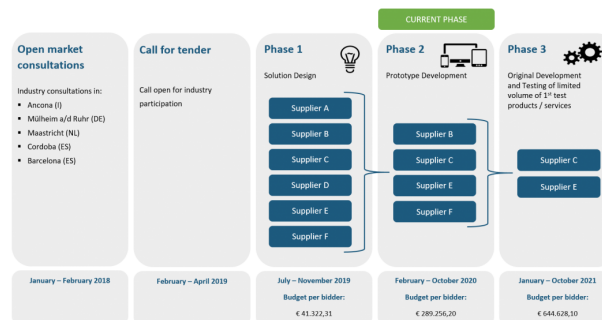 CURRENT PHASE
Open market
consultations
Industry consultations in:
▪ Ancona (I)
▪ Mülheim a/d Ruhr (DE)
▪ Maastricht (NL)
▪ Cordoba (ES)
▪ Barcelona (ES)
January – February 2018
Call for tender
Call open for industry
participation
February – April 2019
Phase 1
Solution Design
Supplier A
Supplier B
Supplier C
Supplier D
Supplier E
Supplier F
July – November 2019
Budget per bidder:
€ 41.322,31
Phase 2
Prototype Development
Supplier B
Supplier C
Supplier E
Supplier F
February – October 2020
Budget per bidder:
€ 289.256,20
Phase 3
Original Development
and Testing of limited
volume of 1st test
products / services
Supplier C
Supplier E
January – October 2021
Budget per bidder:
€ 644.628,10